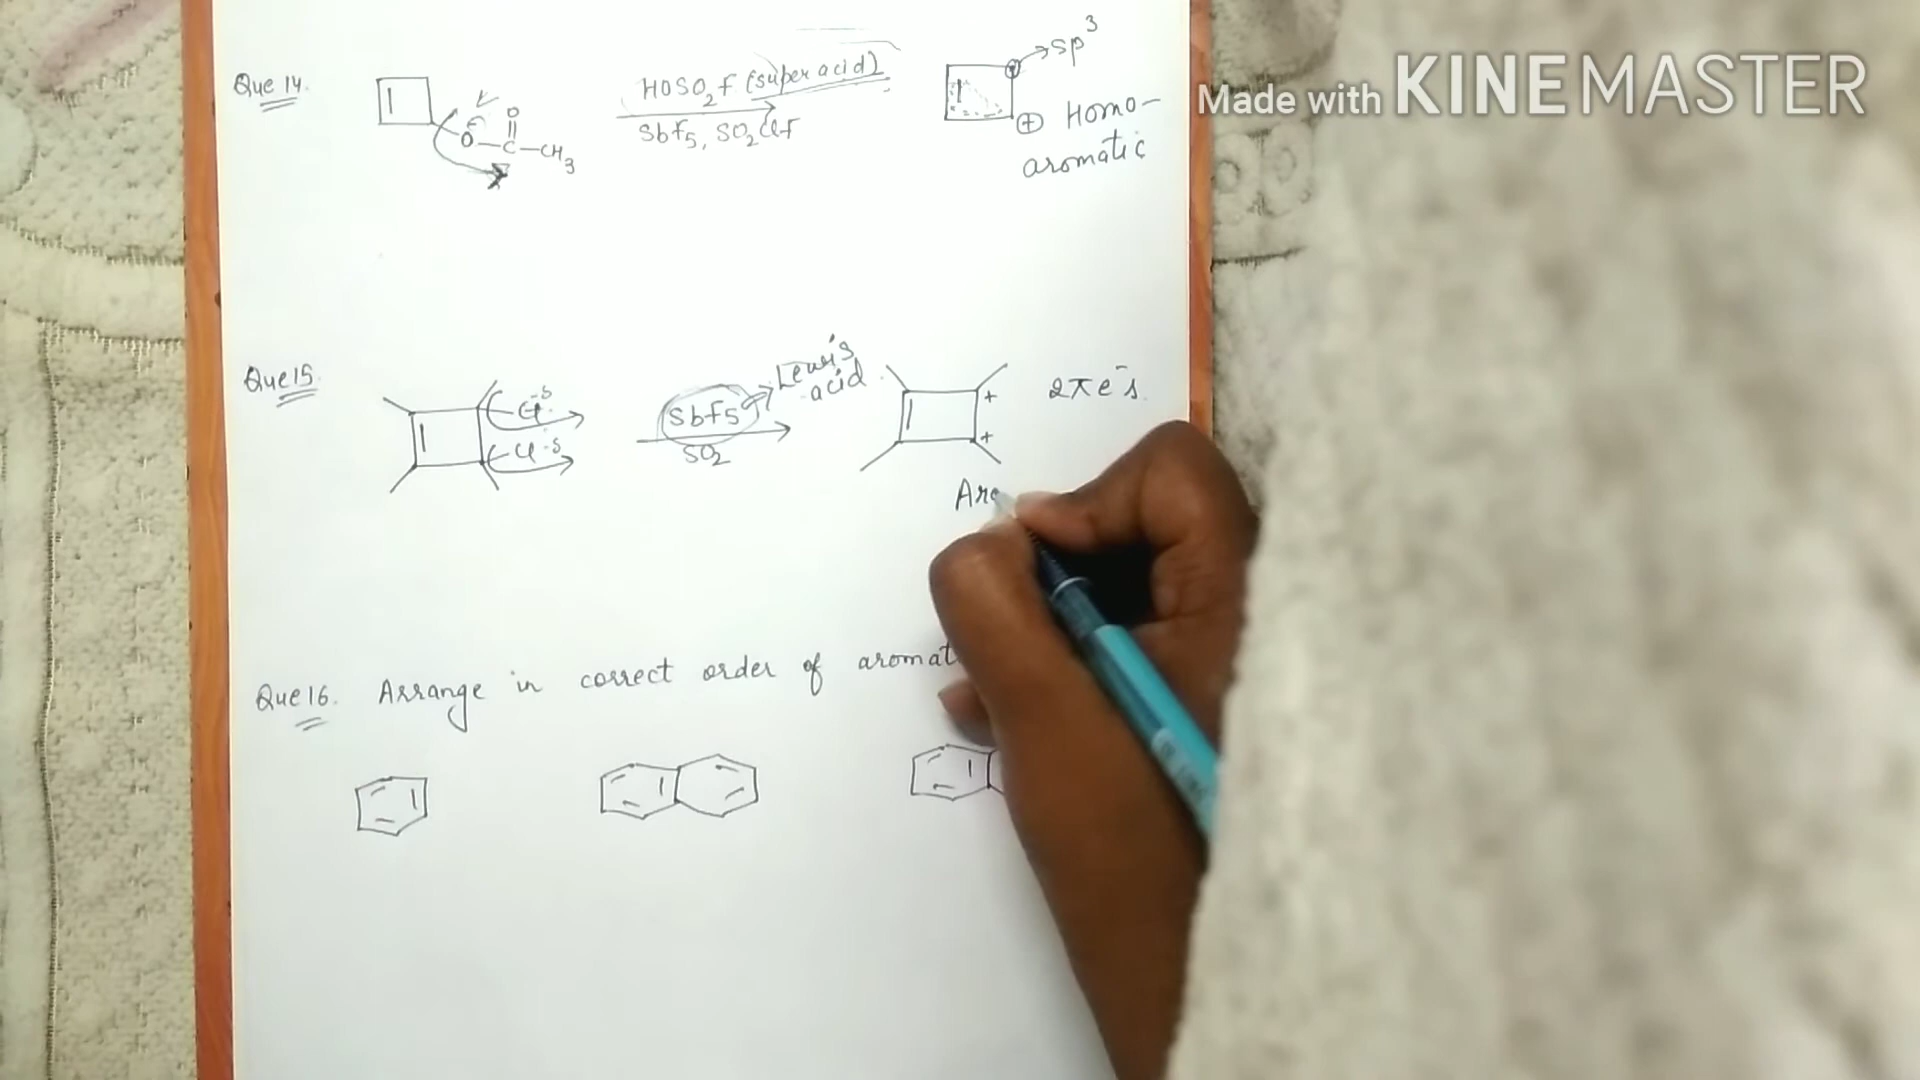 Made with KINEMASTER
Que 14.
O
O—C—CH3
HOSO2F (super acid)
SbF5, SO2ClF
sp3
⊕ Homo-
aromatic
Que 15.
Cl
Cl
SbF5
SO2
Lewis
acid
+
+
2πe-s.
Aro
Que 16. Arrange in correct order of aromat